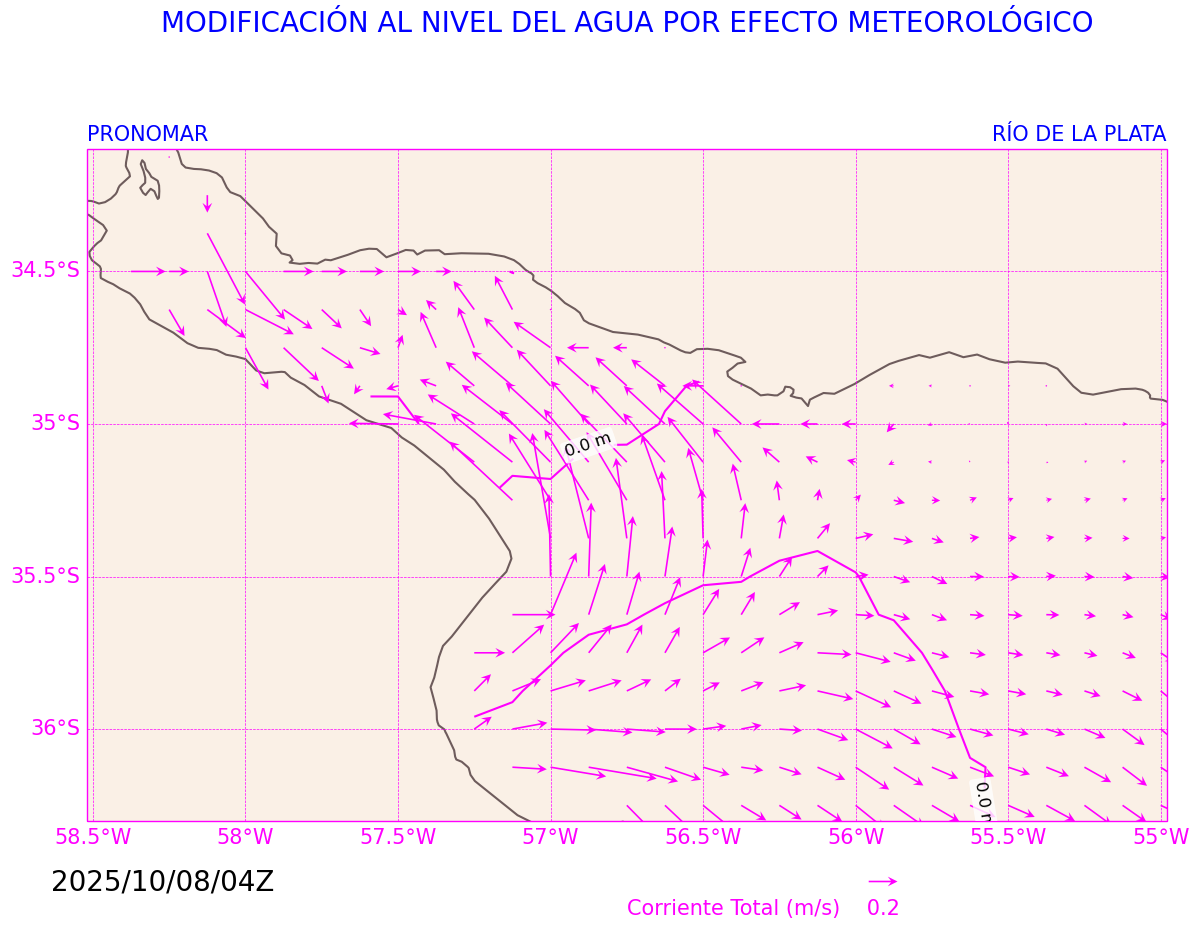 MODIFICACIÓN AL NIVEL DEL AGUA POR EFECTO METEOROLÓGICO
PRONOMAR
RÍO DE LA PLATA
34.5°S
35°S
35.5°S
36°S
0.0 m
0.0 m
58.5°W
58°W
57.5°W
57°W
56.5°W
56°W
55.5°W
55°W
2025/10/08/04Z
Corriente Total (m/s)
0.2